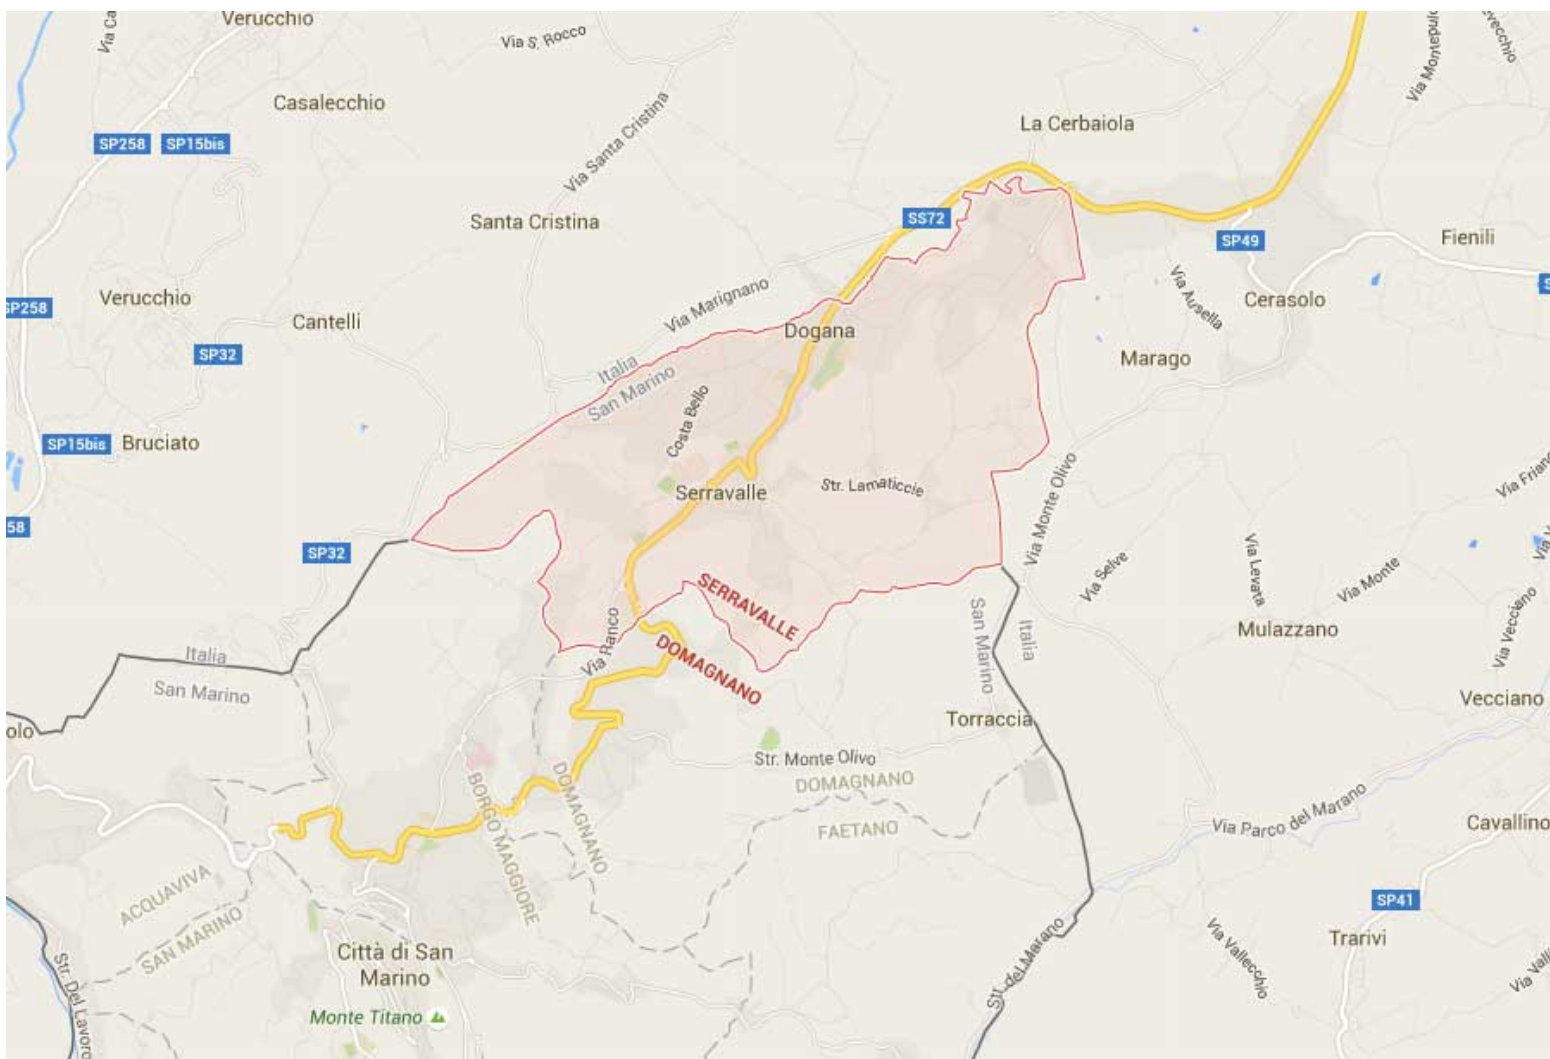 Verucchio
Via S. Rocco
Casalecchio
La Cerbaiola
SP258
SP15bis
Via Santa Cristina
Santa Cristina
SS72
SP49
Fienili
Verucchio
SP258
Cantelli
Via Marignano
Via Ausella
Cerasolo
Dogana
SP32
Italia
San Marino
Marago
Costa Bello
SP15bis
Bruciato
Serravalle
Str. Lamaticcie
Via Monte Olivo
58
SP32
Via Selve
Via Levata
Via Monte
Via Vecciano
SERRAVALLE
DOMAGNANO
Via Ranco
San Marino
Italia
Mulazzano
Italia
San Marino
Vecciano
olo
Torraccia
Str. Monte Olivo
DOMAGNANO
FAETANO
BORGO MAGGIORE
DOMAGNANO
Via Parco del Marano
Cavallino
ACQUAVIVA
SAN MARINO
SP41
Città di San
Marino
Str. del Marano
Via Vallecchio
Trarivi
Str. Del Lavoro
Monte Titano